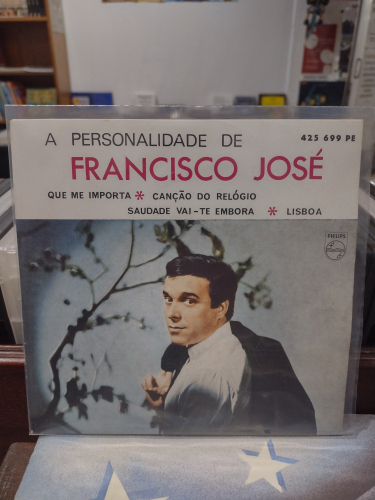 A PERSONALIDADE DE
425 699 PE
FRANCISCO JOSÉ
QUE ME IMPORTA * CANÇÃO DO RELÓGIO
SAUDADE VAI-TE EMBORA * LISBOA
PHILIPS